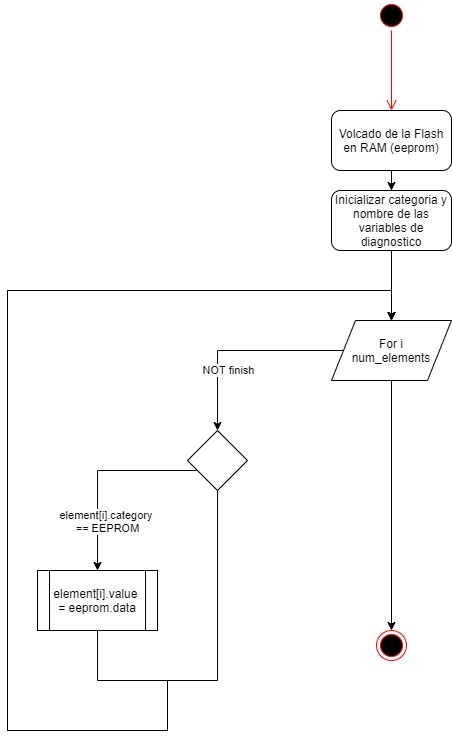 Volcado de la Flash
en RAM (eeprom)
Inicializar categoria y
nombre de las
variables de
diagnostico
For i
num_elements
NOT finish
element[i].category
== EEPROM
element[i].value
= eeprom.data